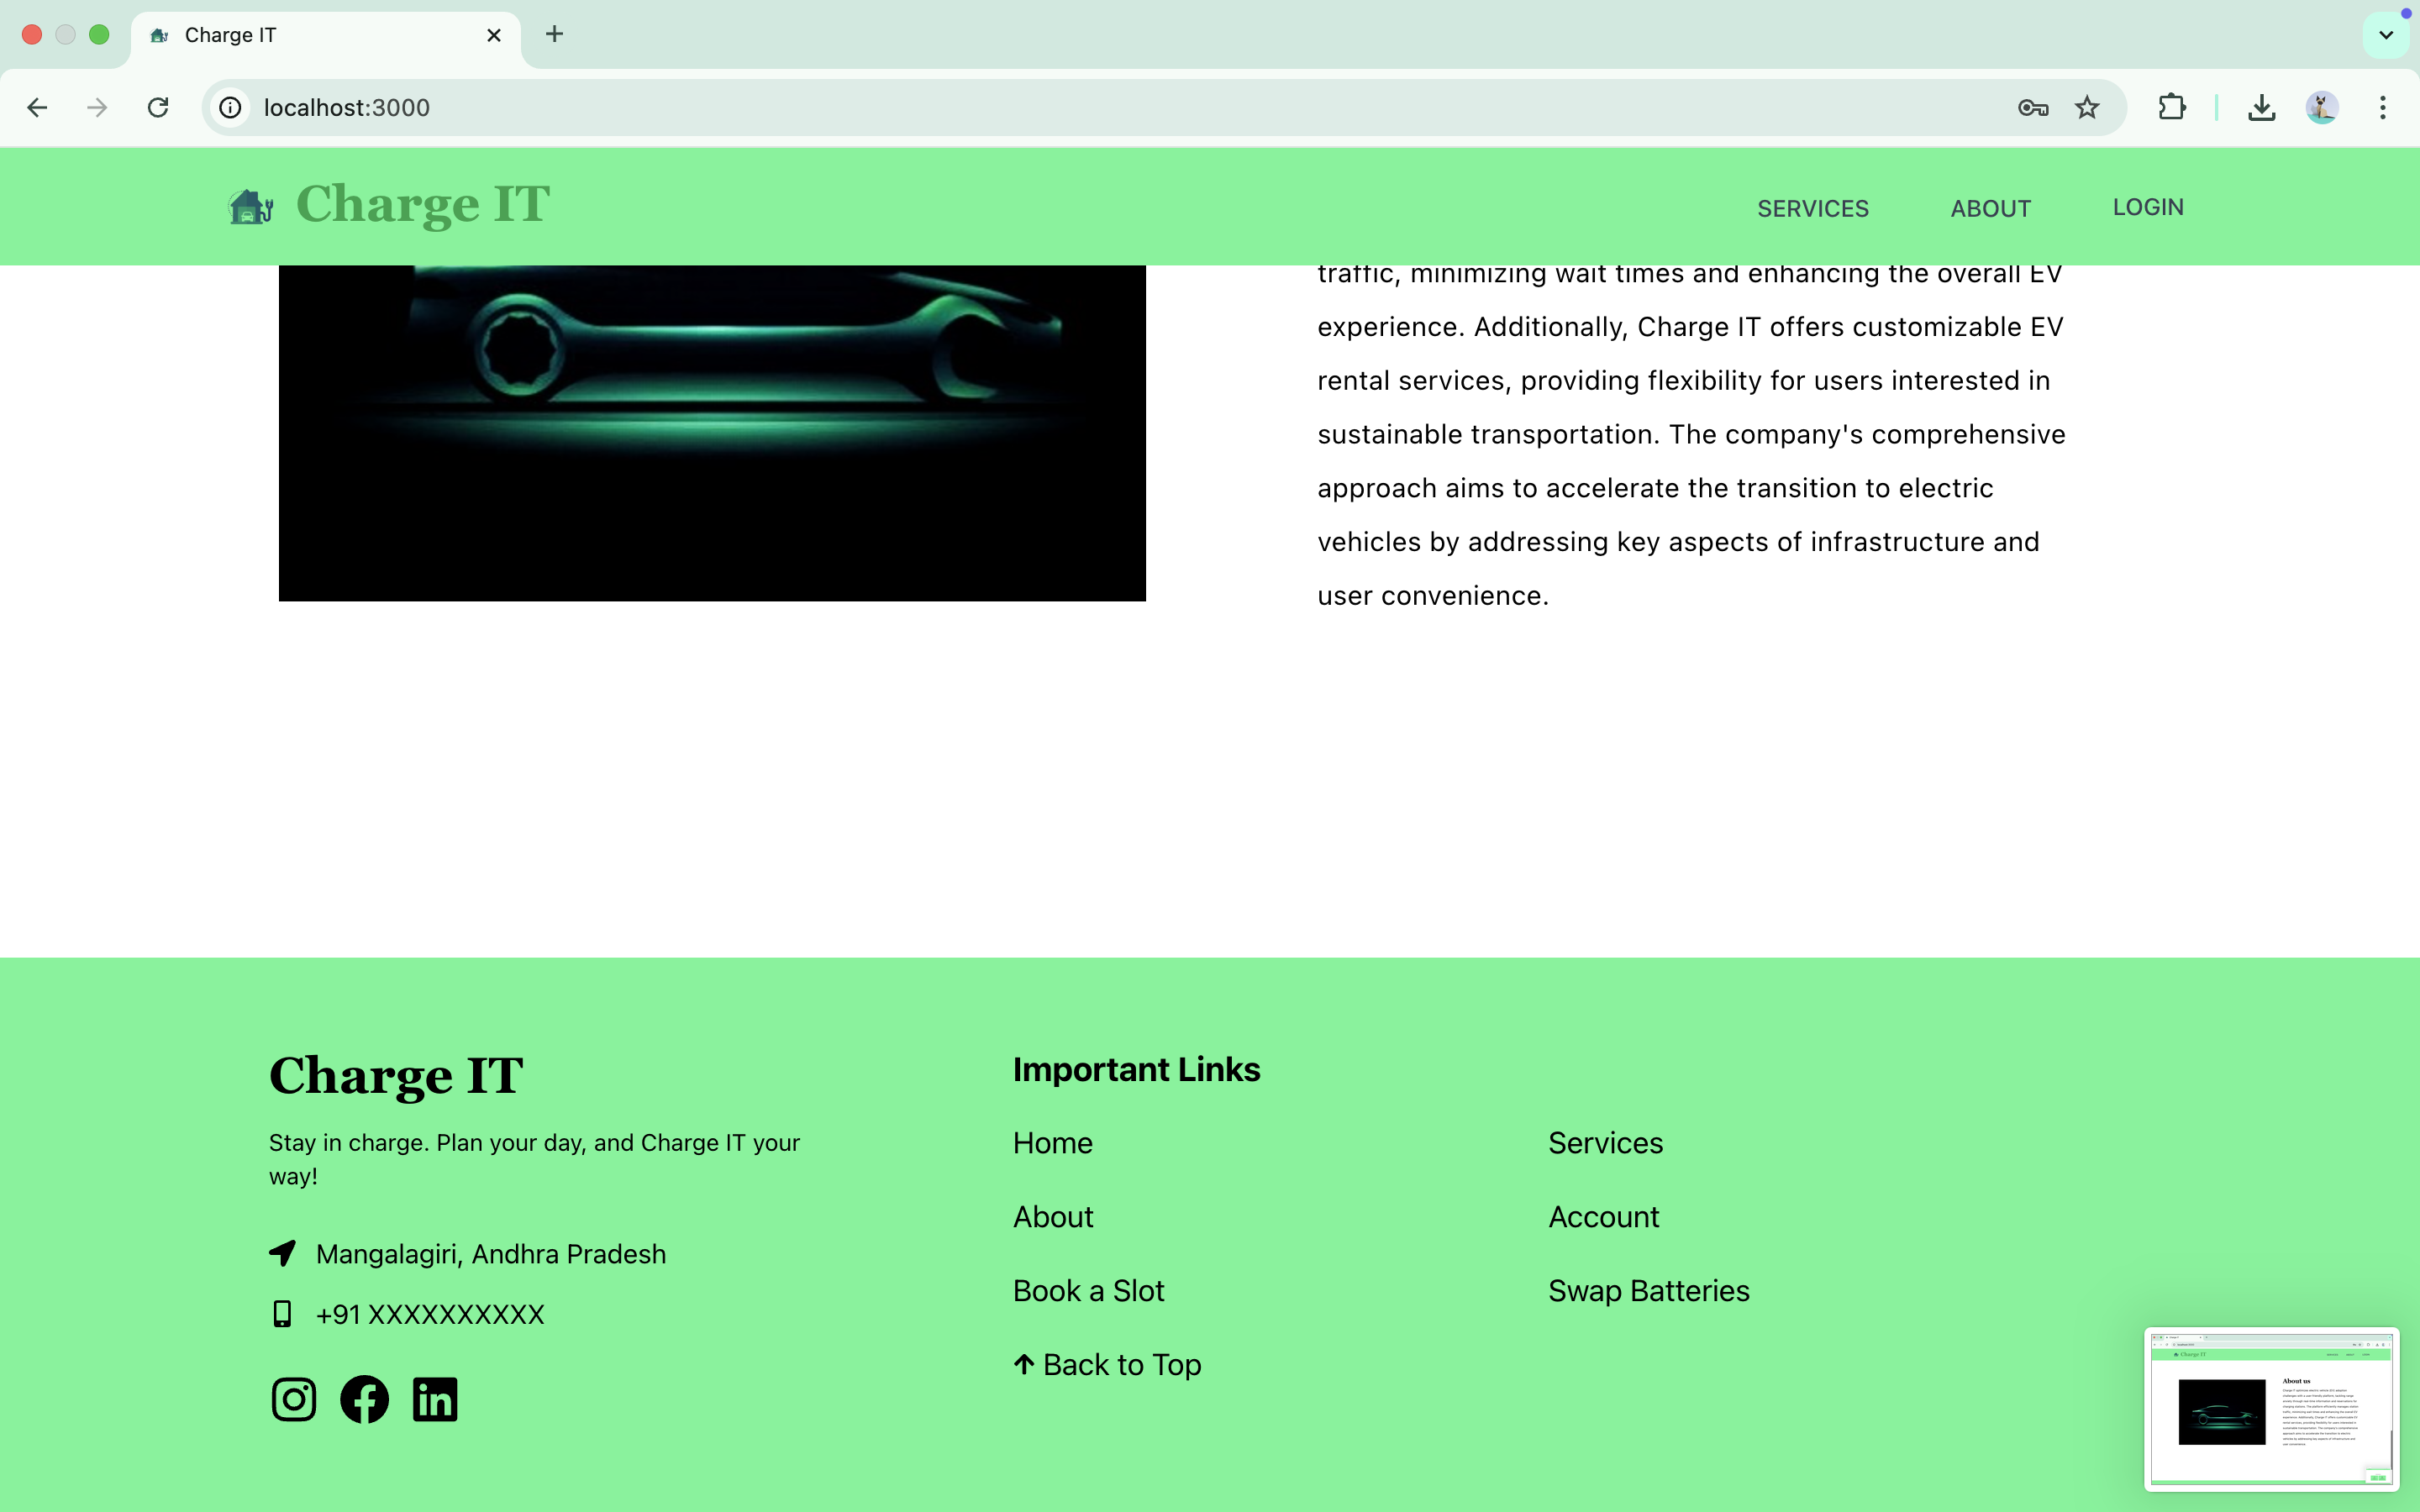 Charge IT
localhost:3000
Charge IT
SERVICES
ABOUT
LOGIN
traffic, minimizing wait times and enhancing the overall EV
experience. Additionally, Charge IT offers customizable EV
rental services, providing flexibility for users interested in
sustainable transportation. The company's comprehensive
approach aims to accelerate the transition to electric
vehicles by addressing key aspects of infrastructure and
user convenience.
Charge IT
Stay in charge. Plan your day, and Charge IT your
way!
Mangalagiri, Andhra Pradesh
+91 XXXXXXXXXX
Important Links
Home
Services
About
Account
Book a Slot
Swap Batteries
Back to Top
About us